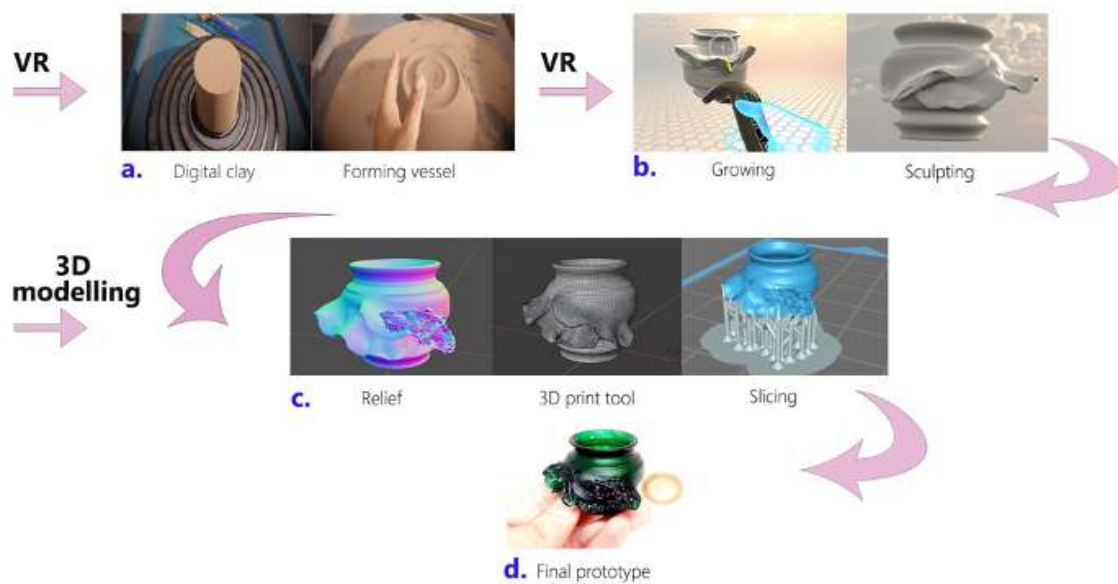 VR
VR
a. Digital clay Forming vessel
b. Growing Sculpting
3D
modelling
c. Relief 3D print tool Slicing
d. Final prototype